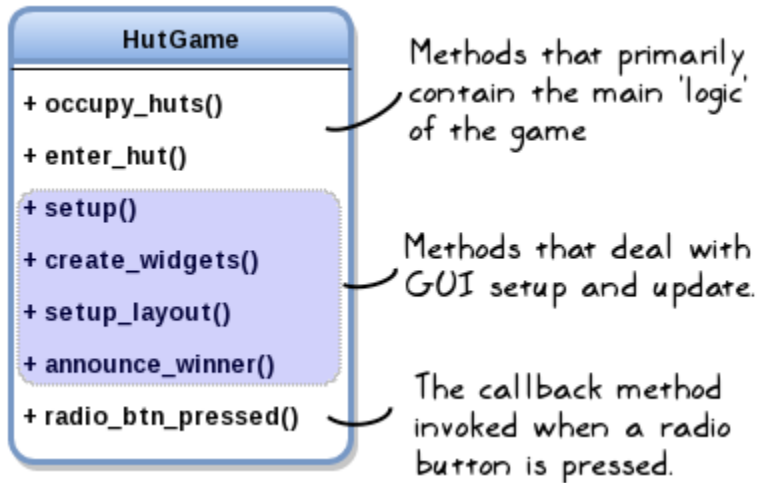 HutGame
+ occupy_huts()
+ enter_hut()
+ setup()
+ create_widgets()
+ setup_layout()
+ announce_winner()
+ radio_btn_pressed()
Methods that primarily
contain the main 'logic'
of the game
Methods that deal with
GUI setup and update.
The callback method
invoked when a radio
button is pressed.